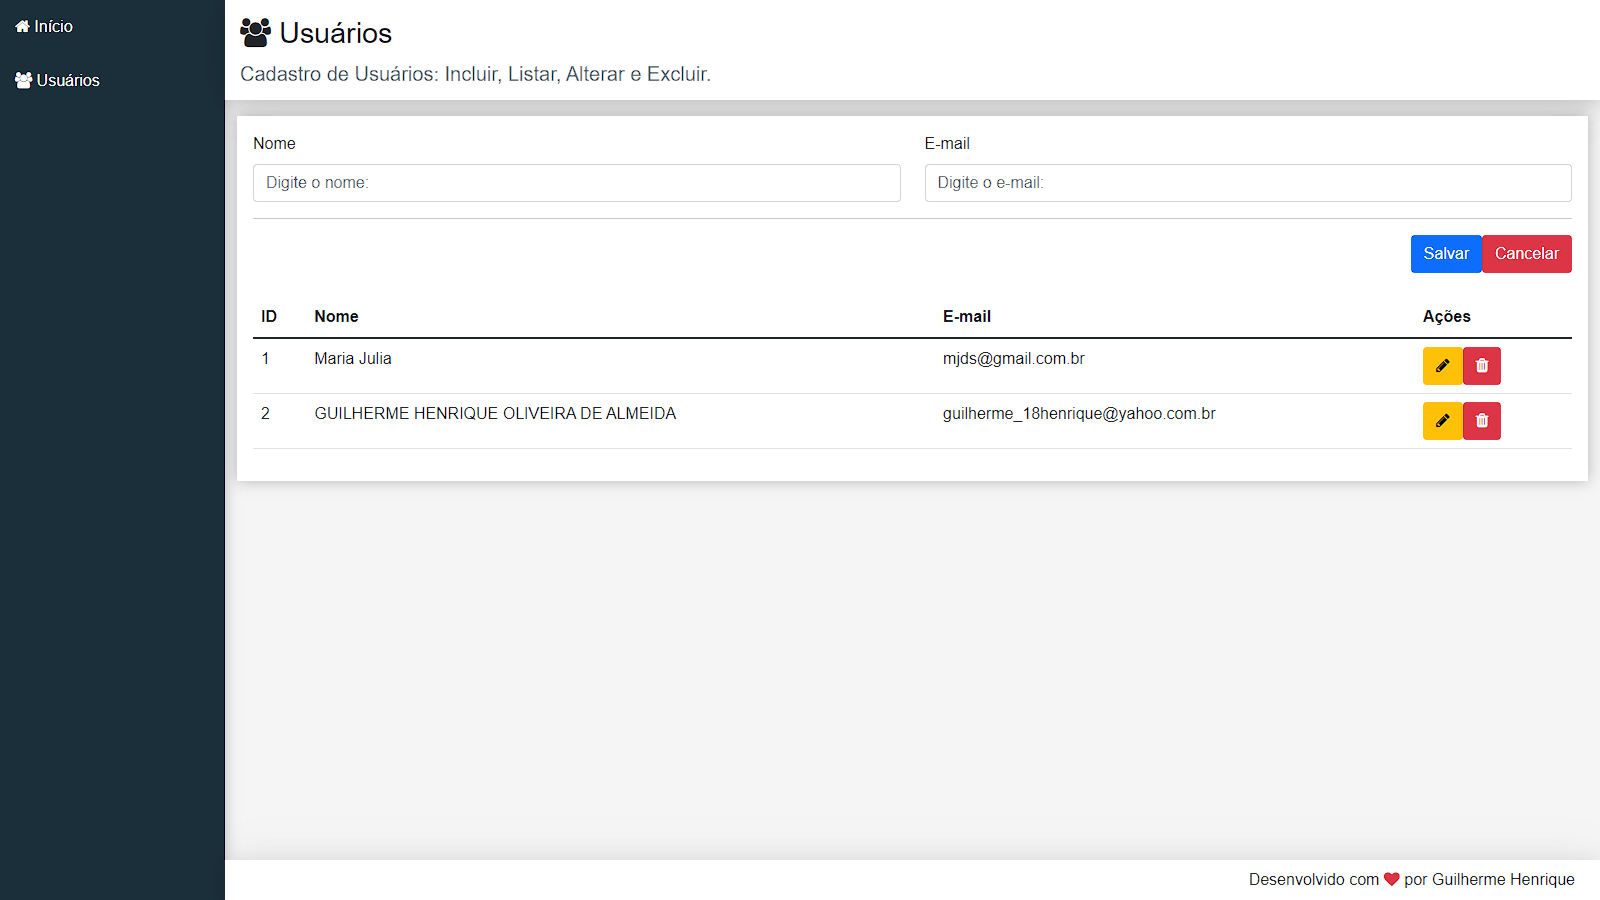 Início
Usuários
Usuários
Cadastro de Usuários: Incluir, Listar, Alterar e Excluir.
Nome E-mail
Digite o nome: Digite o e-mail:
Salvar Cancelar
ID Nome E-mail Ações
1 Maria Julia mjds@gmail.com.br
2 GUILHERME HENRIQUE OLIVEIRA DE ALMEIDA guilherme_18henrique@yahoo.com.br
Desenvolvido com por Guilherme Henrique